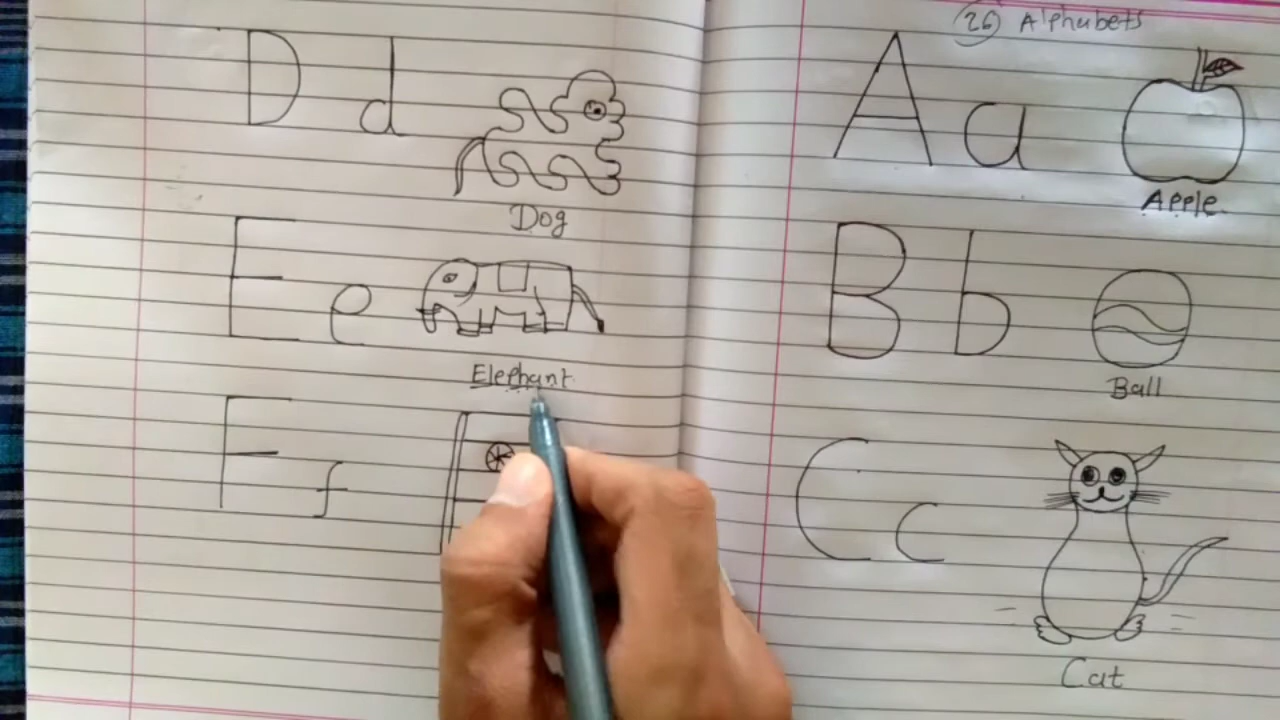 D d
Dog
E e
Elephant.
F f
26 Alphabets
A a
Apple.
B b
Ball
C c
Cat